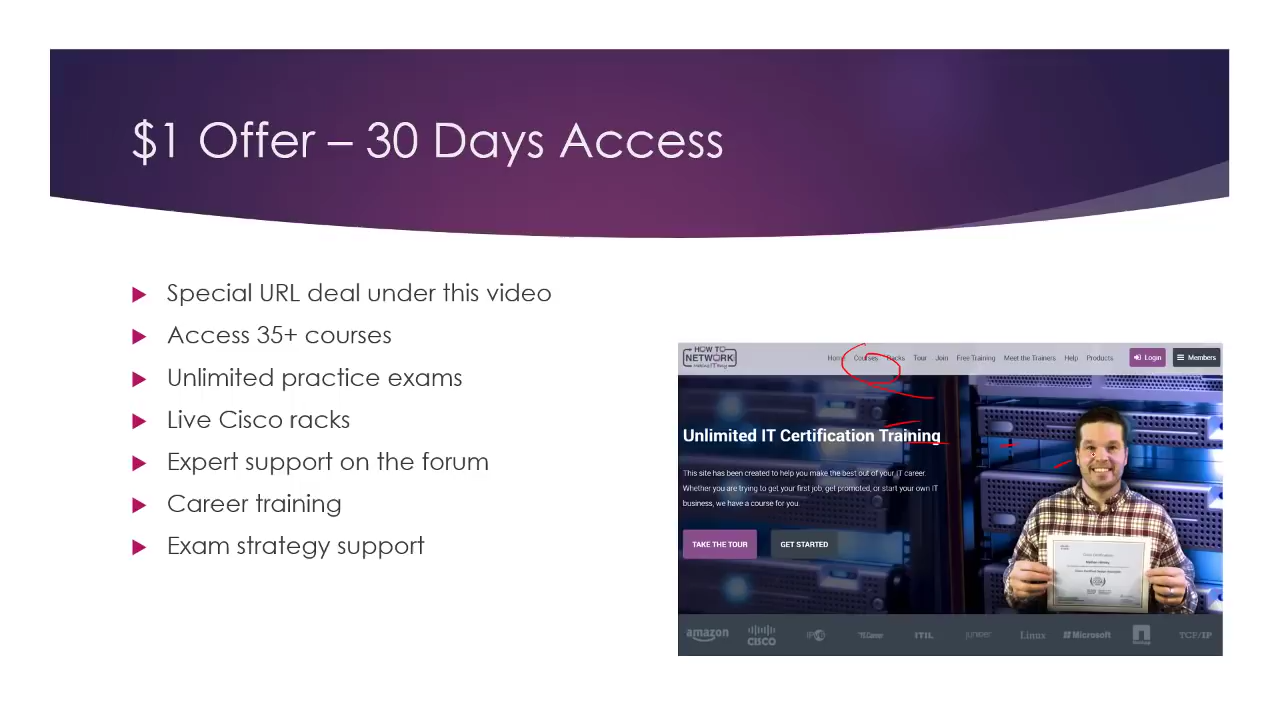 $1 Offer – 30 Days Access
Special URL deal under this video
Access 35+ courses
Unlimited practice exams
Live Cisco racks
Expert support on the forum
Career training
Exam strategy support
HOW TO
NETWORK
Home Courses Racks Tour Join Free Training Meet the Trainers Help Products Login Members
Unlimited IT Certification Training
This site has been created to help you make the best out of your IT career.
Whether you are trying to get your first job, get promoted, or start your own IT
business, we have a course for you.
TAKE THE TOUR GET STARTED
amazon CISCO ITIL Juniper Linux Microsoft TCP/IP